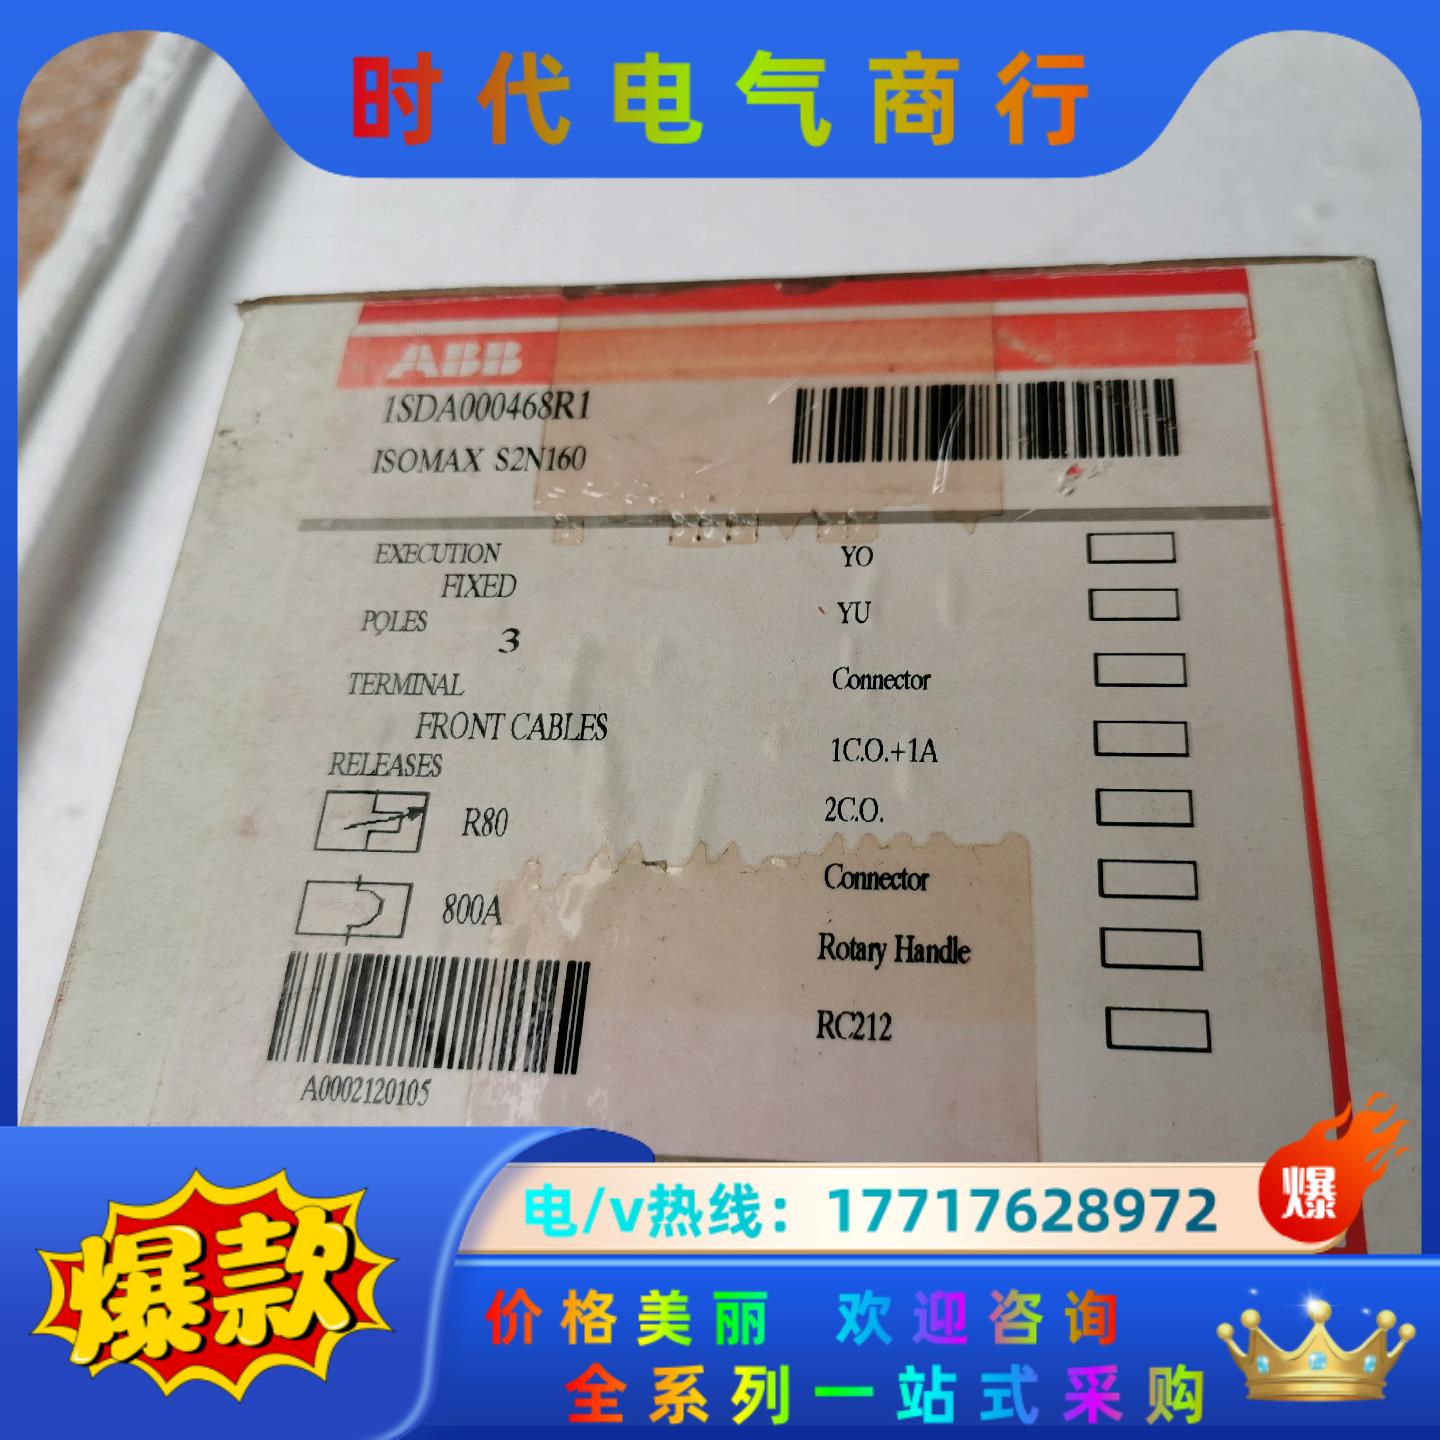 时代电气商行
ABB
1SDA000468R1
ISOMAX S2N160
EXECUTION
FIXED
POLES
3
TERMINAL
FRONT CABLES
RELEASES
R80
800A
A0002120105
YO
YU
Connector
1C.O.+1A
2C.O.
Connector
Rotary Handle
RC212
爆款
电/v热线：17717628972
爆
价格美丽 欢迎咨询
全系列一站式采购